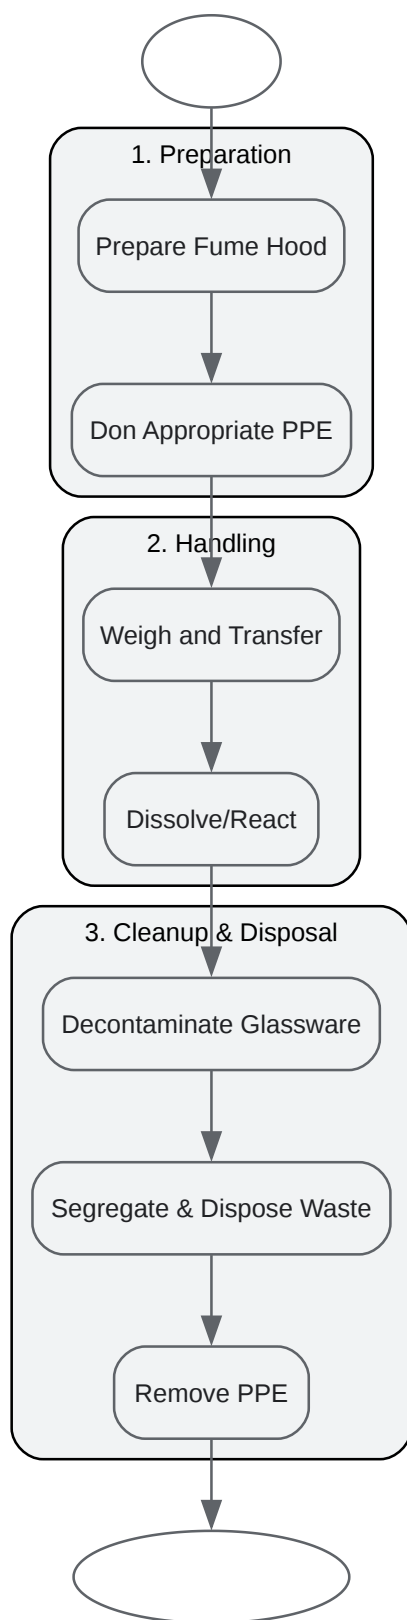 1. Preparation
Prepare Fume Hood
Don Appropriate PPE
2. Handling
Weigh and Transfer
Dissolve/React
3. Cleanup & Disposal
Decontaminate Glassware
Segregate & Dispose Waste
Remove PPE